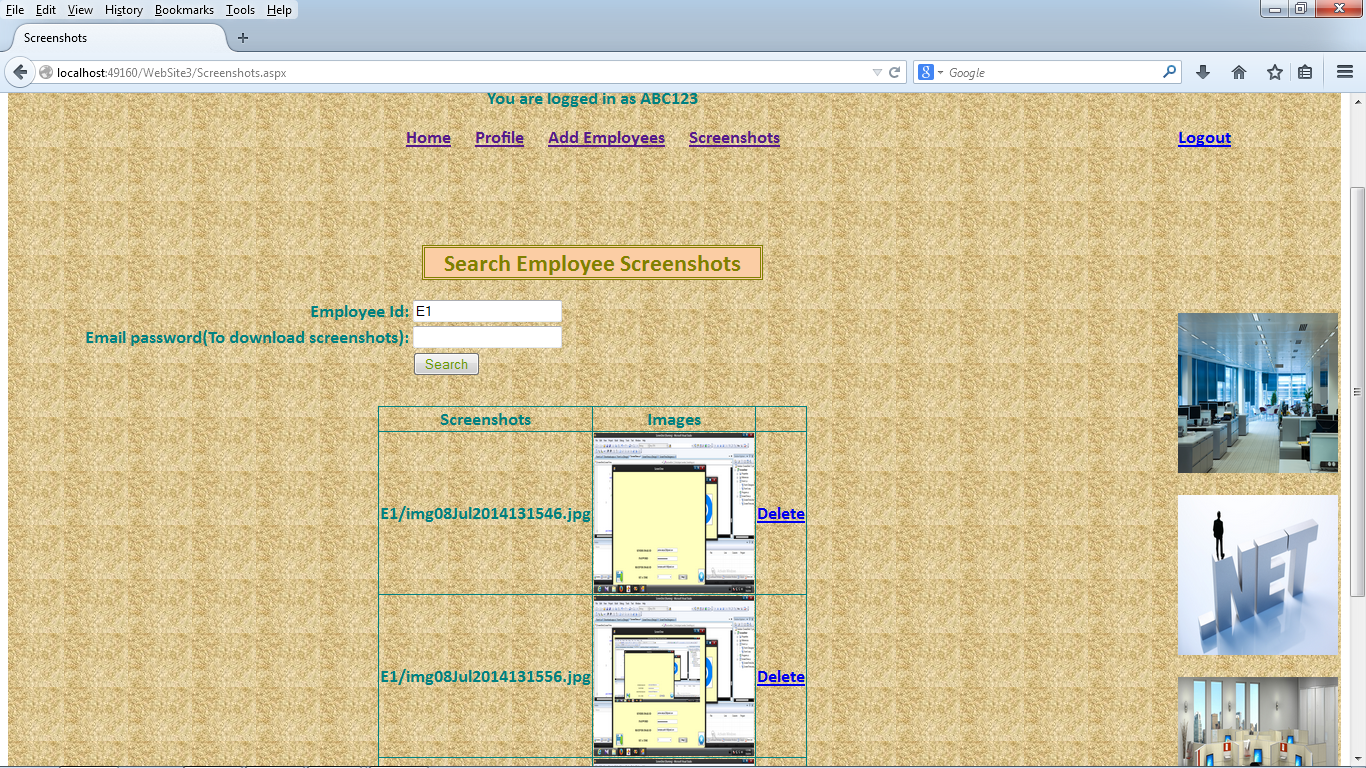 File Edit View History Bookmarks Tools Help
Screenshots
localhost:49160/WebSite3/Screenshots.aspx
Google
You are logged in as ABC123
Home Profile Add Employees Screenshots Logout
Search Employee Screenshots
Employee Id: E1
Email password(To download screenshots):
Search
Screenshots Images
E1/img08Jul2014131546.jpg Delete
E1/img08Jul2014131556.jpg Delete
.NET